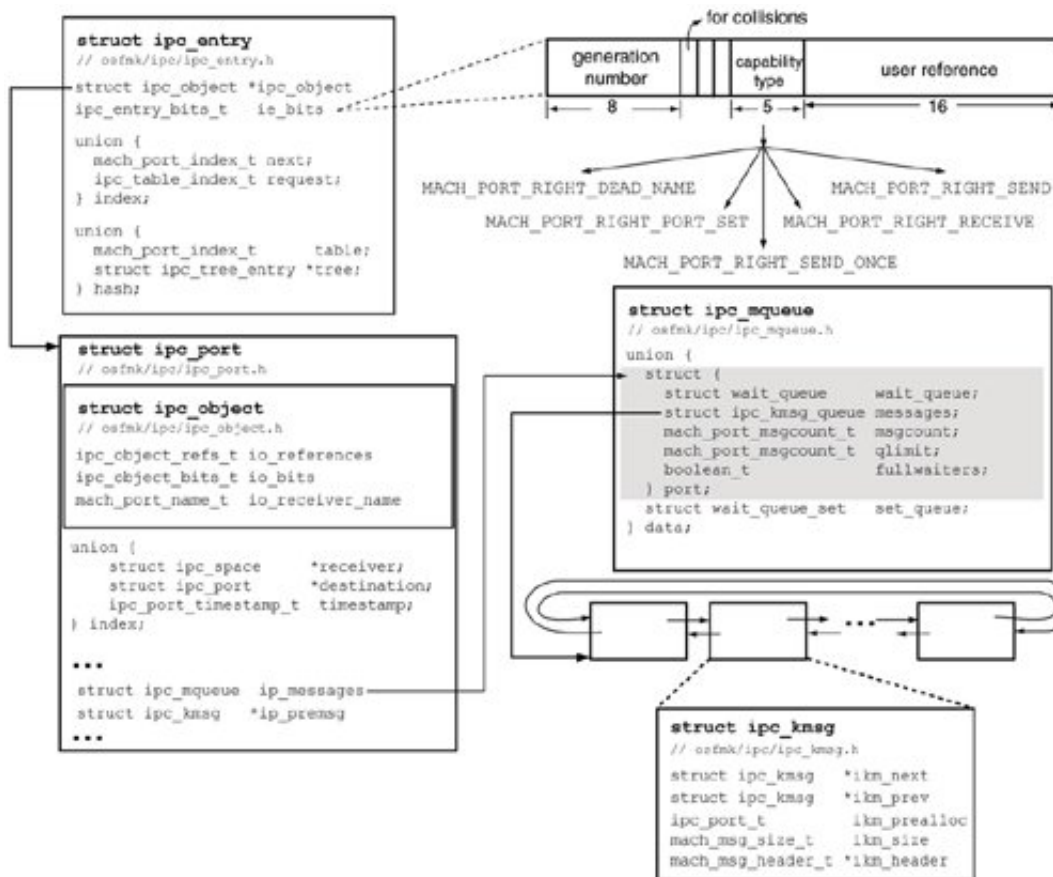 struct ipc_entry
// osfmk/ipc/ipc_entry.h
struct ipc_object *ipc_object
ipc_entry_bits_t ie_bits
union {
mach_port_index_t next;
ipc_table_index_t request;
} index;
union {
mach_port_index_t table;
struct ipc_tree_entry *tree;
} hash;
for collisions
generation number
capability type
user reference
8
5
16
MACH_PORT_RIGHT_DEAD_NAME
MACH_PORT_RIGHT_SEND
MACH_PORT_RIGHT_PORT_SET
MACH_PORT_RIGHT_RECEIVE
MACH_PORT_RIGHT_SEND_ONCE
struct ipc_port
// osfmk/ipc/ipc_port.h
struct ipc_object
// osfmk/ipc/ipc_object.h
ipc_object_refs_t io_references
ipc_object_bits_t io_bits
mach_port_name_t io_receiver_name
union {
struct ipc_space *receiver;
struct ipc_port *destination;
ipc_port_timestamp_t timestamp;
} index;
...
struct ipc_mqueue ip_messages
struct ipc_kmsg *ip_premsg
...
struct ipc_mqueue
// osfmk/ipc/ipc_mqueue.h
union {
struct {
struct wait_queue wait_queue;
struct ipc_kmsg_queue messages;
mach_port_msgcount_t msgcount;
mach_port_msgcount_t qlimit;
boolean_t fullwaiters;
} port;
struct wait_queue_set set_queue;
} data;
...
struct ipc_kmsg
// osfmk/ipc/ipc_kmsg.h
struct ipc_kmsg *ikm_next
struct ipc_kmsg *ikm_prev
ipc_port_t ikm_prealloc
mach_msg_size_t ikm_size
mach_msg_header_t *ikm_header